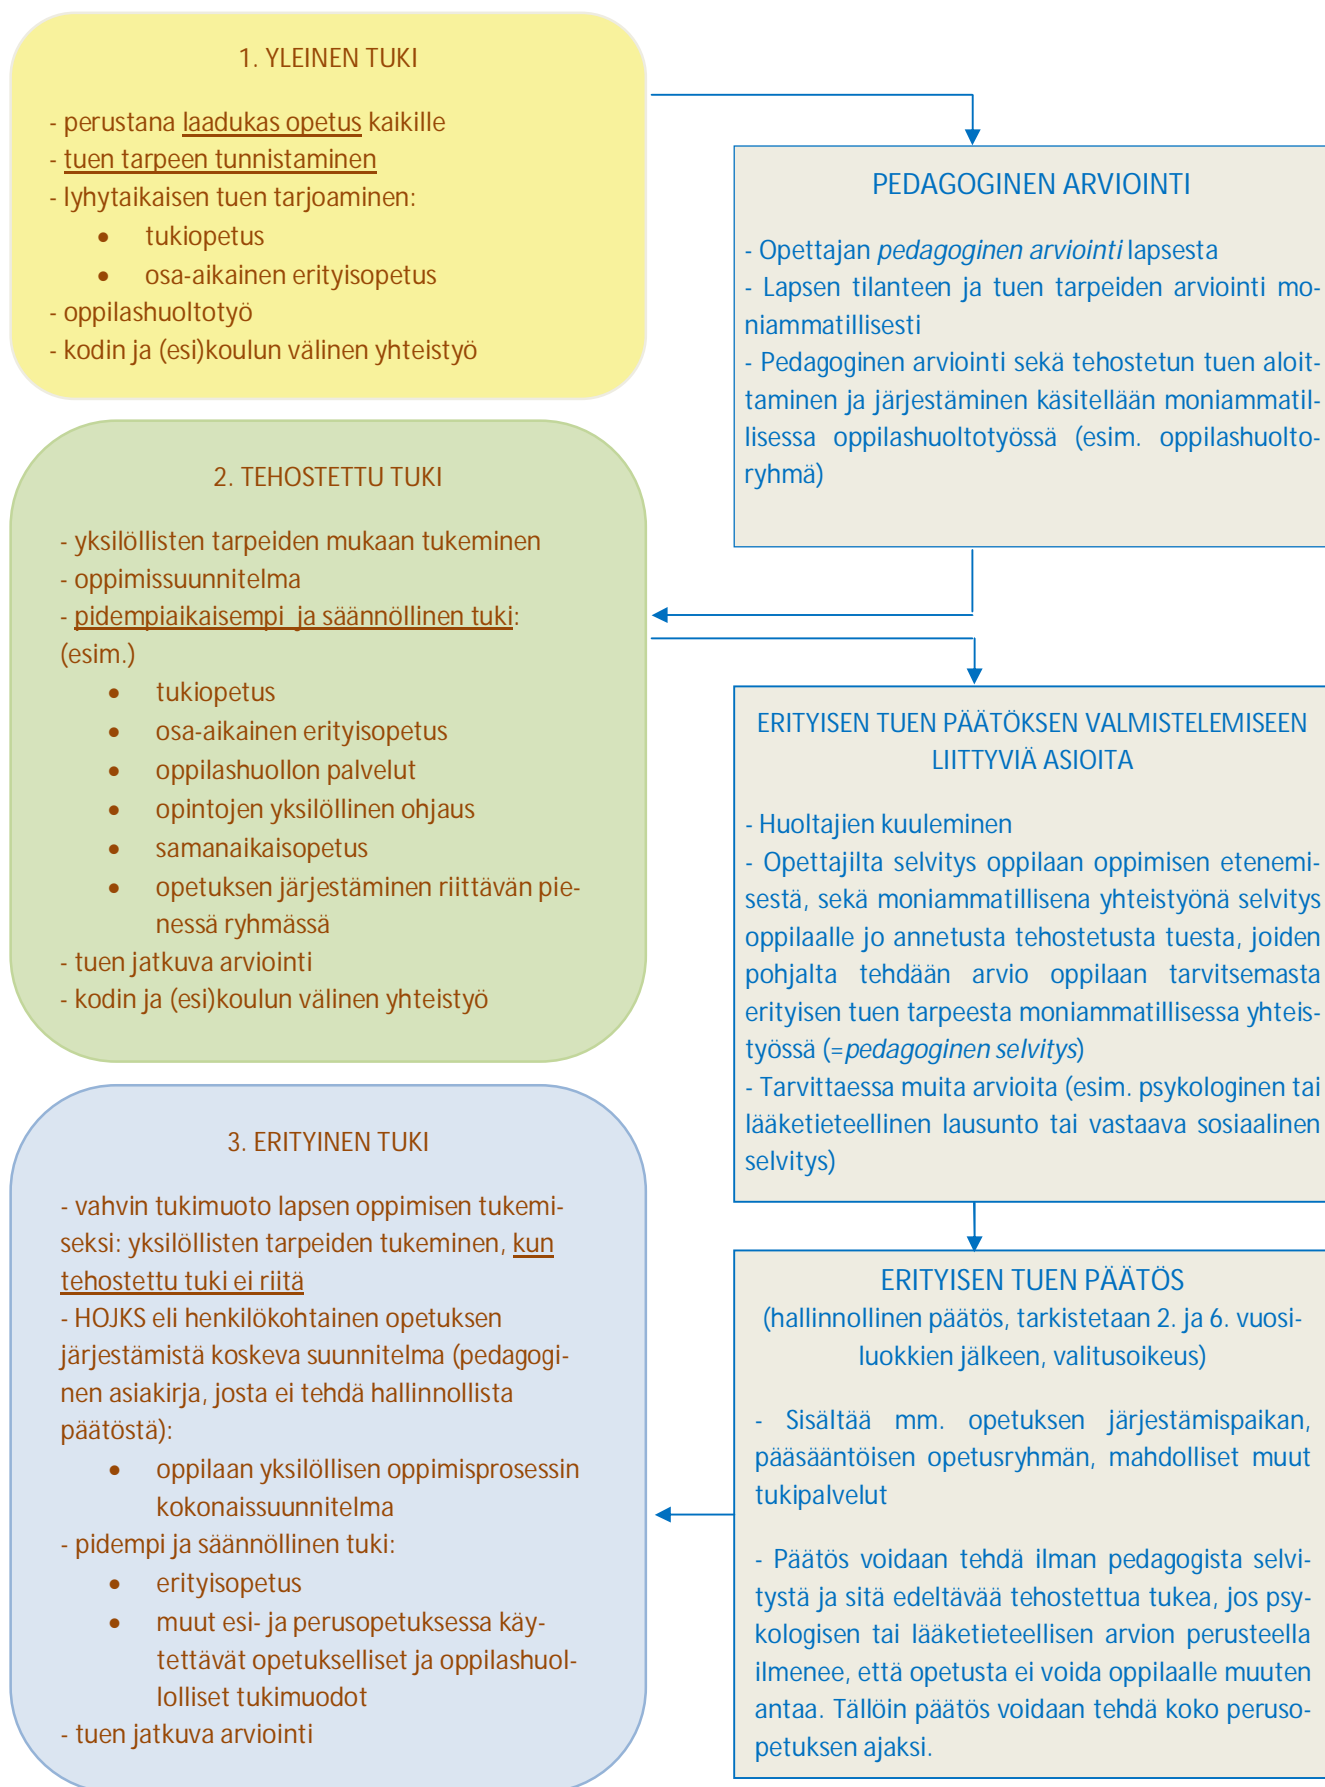 1. YLEINEN TUKI
- perustana laadukas opetus kaikille
- tuen tarpeen tunnistaminen
- lyhytaikaisen tuen tarjoaminen:
• tukiopetus
• osa-aikainen erityisopetus
- oppilashuoltotyö
- kodin ja (esi)koulun välinen yhteistyö
PEDAGOGINEN ARVIOINTI
- Opettajan pedagoginen arviointi lapsesta
- Lapsen tilanteen ja tuen tarpeiden arviointi mo-
niammatillisesti
- Pedagoginen arviointi sekä tehostetun tuen aloit-
taminen ja järjestäminen käsitellään moniammatil-
lisessa oppilashuoltotyössä (esim. oppilashuolto-
ryhmä)
2. TEHOSTETTU TUKI
- yksilöllisten tarpeiden mukaan tukeminen
- oppimissuunnitelma
- pidempiaikaisempi ja säännöllinen tuki:
(esim.)
• tukiopetus
• osa-aikainen erityisopetus
• oppilashuollon palvelut
• opintojen yksilöllinen ohjaus
• samanaikaisopetus
• opetuksen järjestäminen riittävän pie-
nessä ryhmässä
- tuen jatkuva arviointi
- kodin ja (esi)koulun välinen yhteistyö
ERITYISEN TUEN PÄÄTÖKSEN VALMISTELEMISEEN
LIITTYVIÄ ASIOITA
- Huoltajien kuuleminen
- Opettajilta selvitys oppilaan oppimisen etenemi-
sestä, sekä moniammatillisena yhteistyönä selvitys
oppilaalle jo annetusta tehostetusta tuesta, joiden
pohjalta tehdään arvio oppilaan tarvitsemasta
erityisen tuen tarpeesta moniammatillisessa yhteis-
työssä (=pedagoginen selvitys)
- Tarvittaessa muita arvioita (esim. psykologinen tai
lääketieteellinen lausunto tai vastaava sosiaalinen
selvitys)
3. ERITYINEN TUKI
- vahvin tukimuoto lapsen oppimisen tukemi-
seksi: yksilöllisten tarpeiden tukeminen, kun
tehostettu tuki ei riitä
- HOJKS eli henkilökohtainen opetuksen
järjestämistä koskeva suunnitelma (pedagogi-
nen asiakirja, josta ei tehdä hallinnollista
päätöstä):
• oppilaan yksilöllisen oppimisprosessin
kokonaissuunnitelma
- pidempi ja säännöllinen tuki:
• erityisopetus
• muut esi- ja perusopetuksessa käy-
tettävät opetukselliset ja oppilashuol-
lolliset tukimuodot
- tuen jatkuva arviointi
ERITYISEN TUEN PÄÄTÖS
(hallinnollinen päätös, tarkistetaan 2. ja 6. vuosi-
luokkien jälkeen, valitusoikeus)
- Sisältää mm. opetuksen järjestämispaikan,
pääsääntöisen opetusryhmän, mahdolliset muut
tukipalvelut
- Päätös voidaan tehdä ilman pedagogista selvi-
tystä ja sitä edeltävää tehostettua tukea, jos psy-
kologisen tai lääketieteellisen arvion perusteella
ilmenee, että opetusta ei voida oppilaalle muuten
antaa. Tällöin päätös voidaan tehdä koko peruso-
petuksen ajaksi.